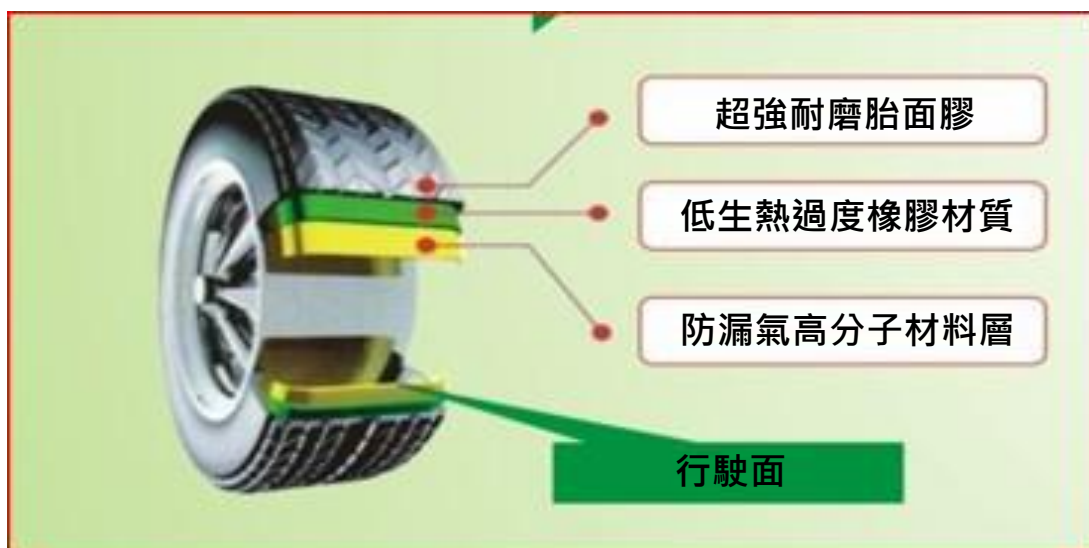 超強耐磨胎面膠
低生熱過度橡膠材質
防漏氣高分子材料層
行駛面